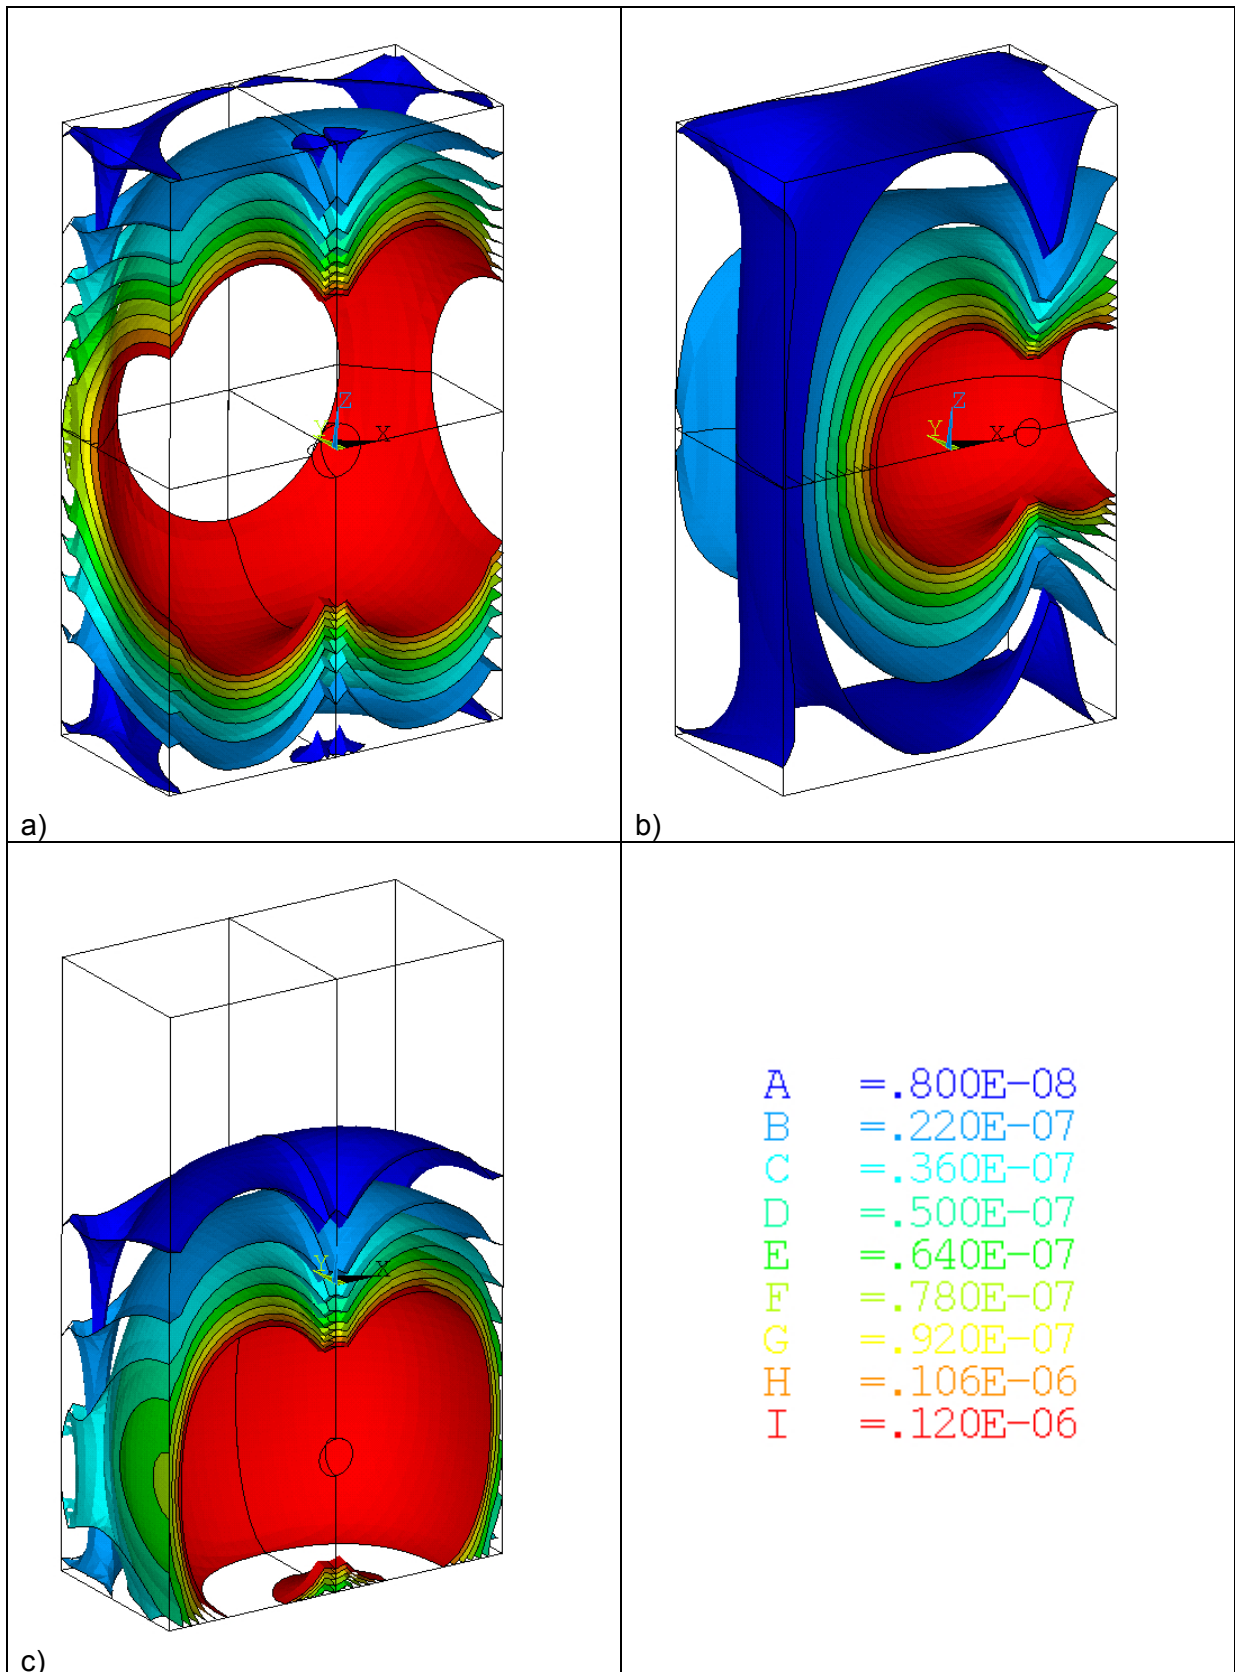 Z
Y
X
a)
Z
Y
X
b)
Y
X
c)
A =.800E-08
B =.220E-07
C =.360E-07
D =.500E-07
E =.640E-07
F =.780E-07
G =.920E-07
H =.106E-06
I =.120E-06